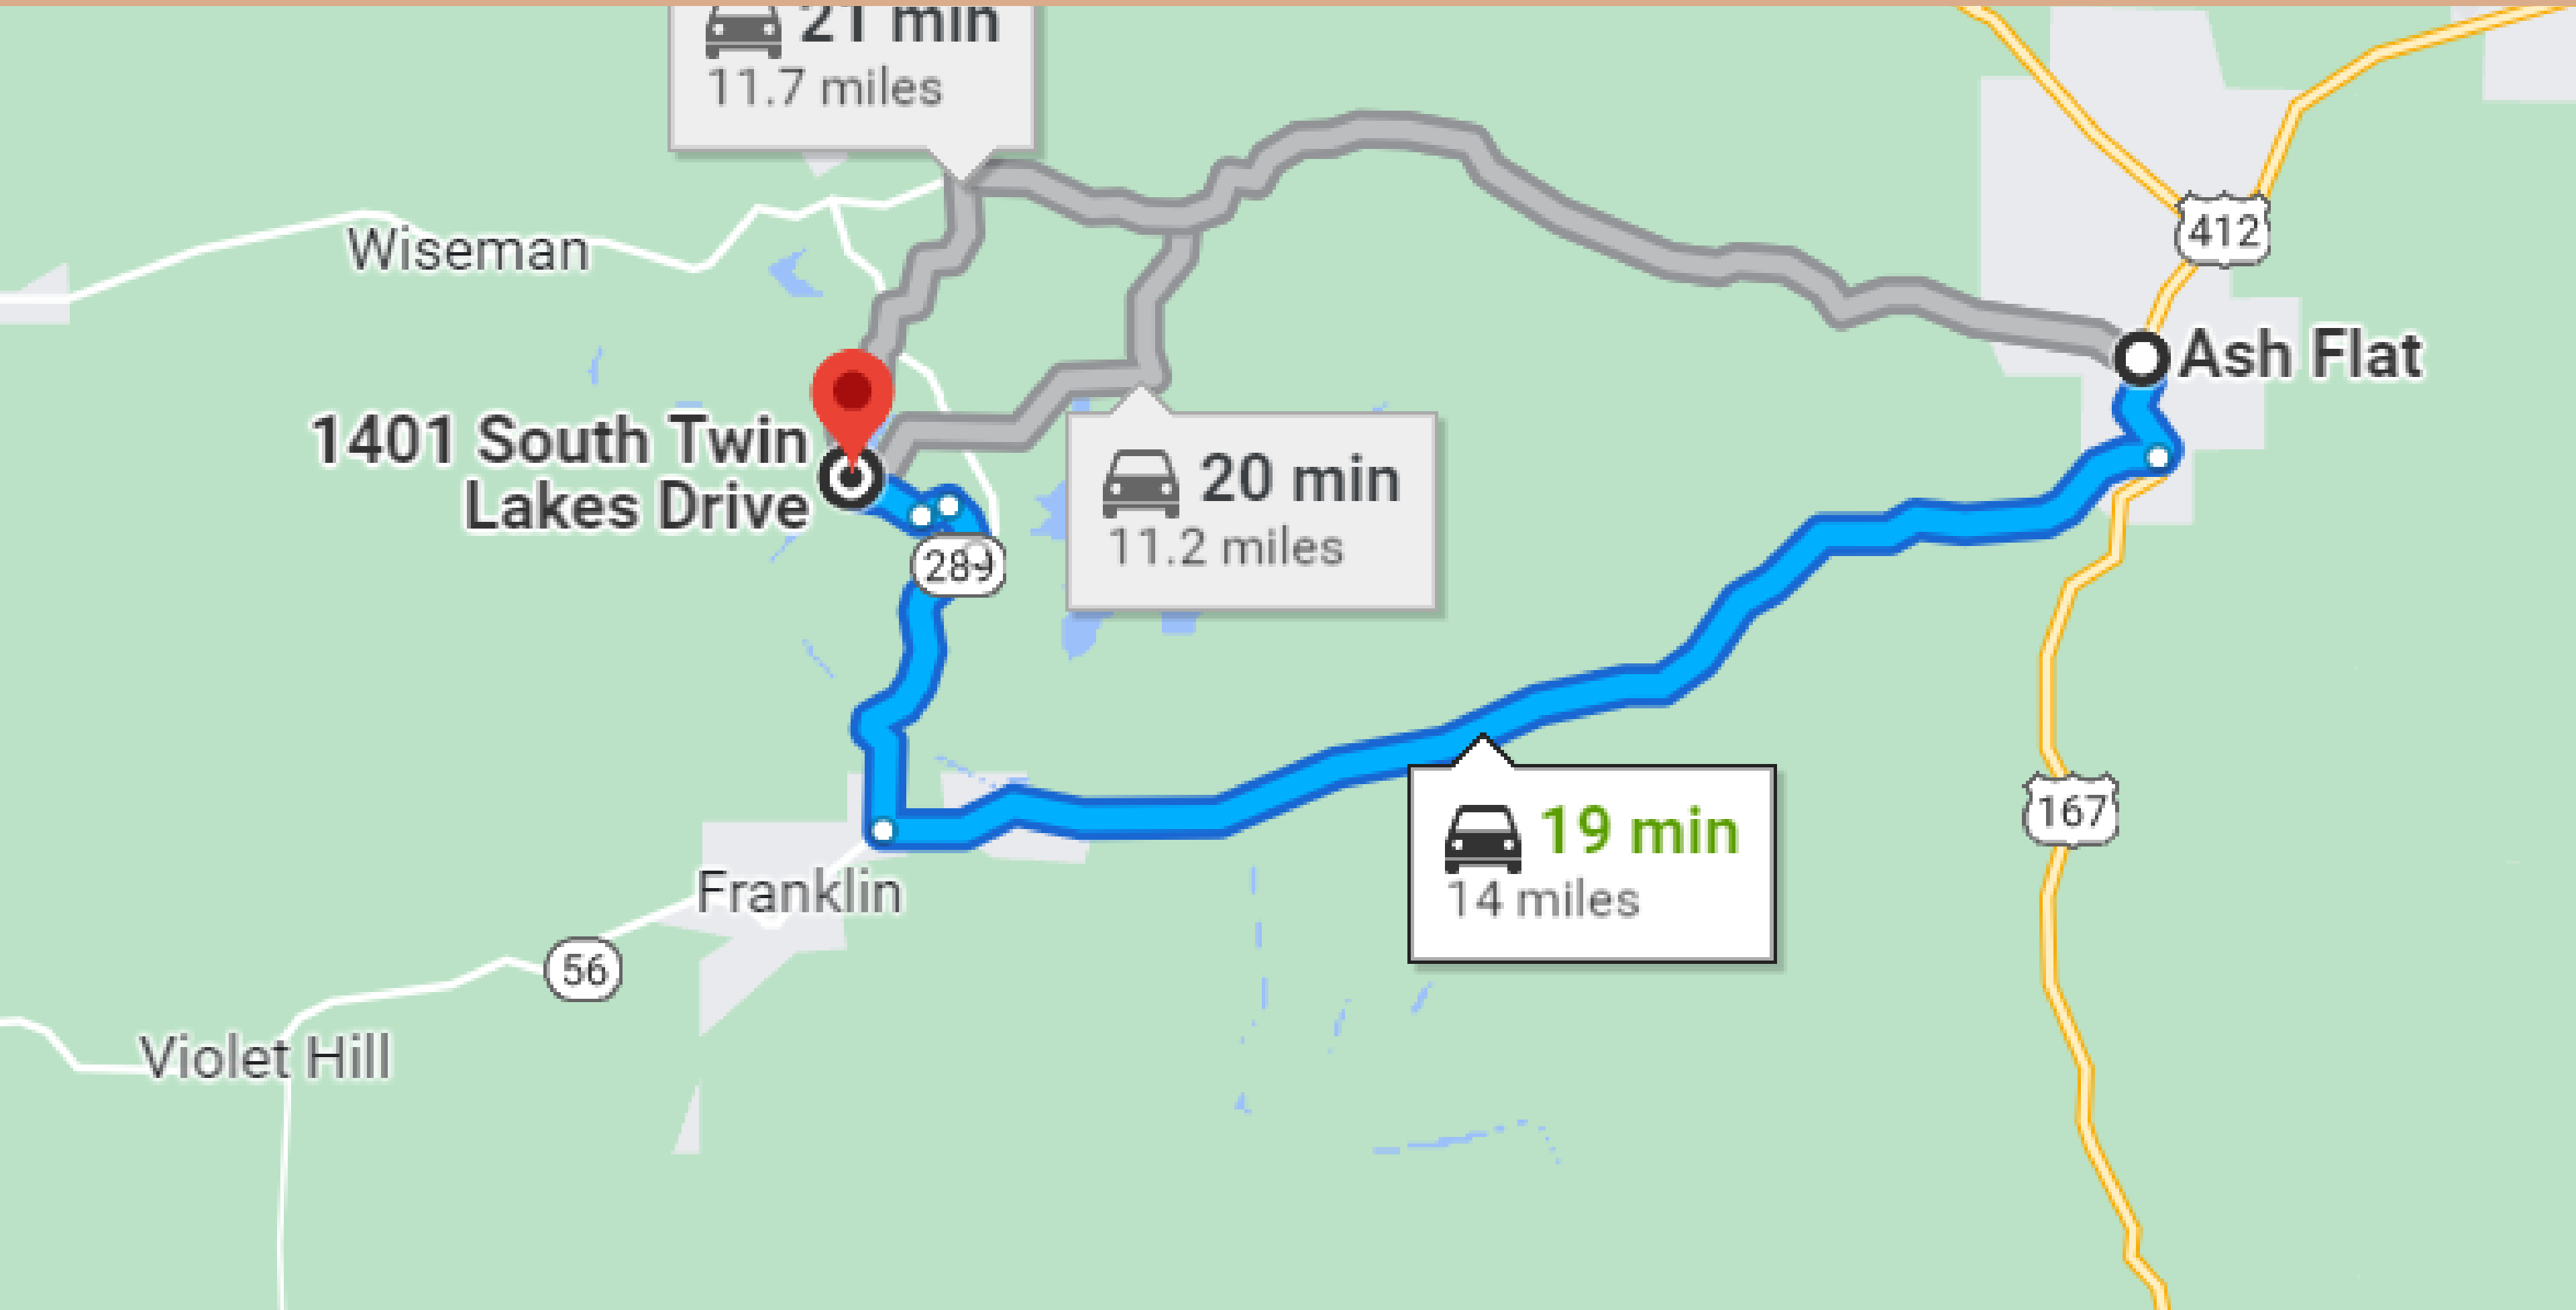 21 min
11.7 miles
412
Wiseman
Ash Flat
1401 South Twin
Lakes Drive
20 min
11.2 miles
289
19 min
14 miles
167
Franklin
56
Violet Hill